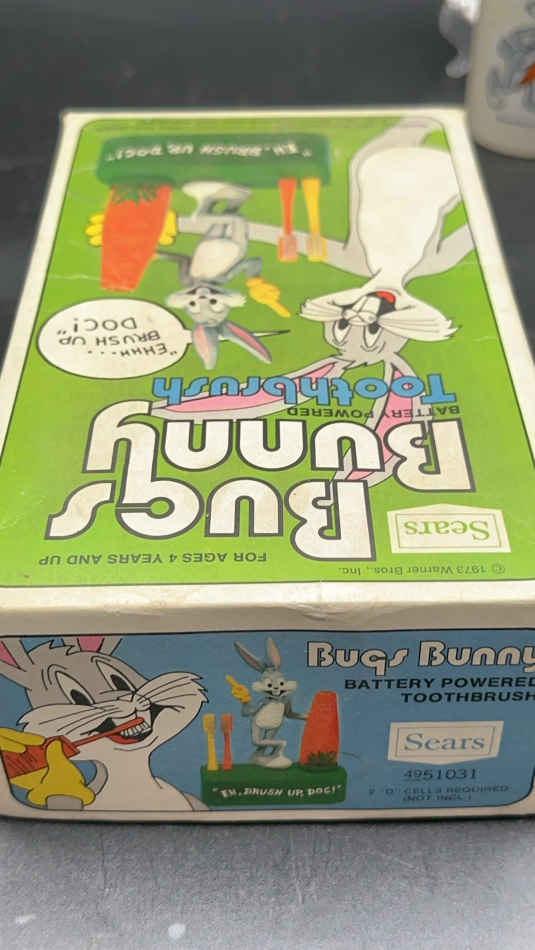 © 1973 Warner Bros., Inc.
FOR AGES 4 YEARS AND UP
Sears
Bugs
Bunny
BATTERY POWERED
Toothbrush
"EHHH....
BRUSH UP
DOC!"
"EH, BRUSH UP, DOC!"
Bugs Bunny
BATTERY POWERED
TOOTHBRUSH
Sears
4951031
2 "D" CELLS REQUIRED
(NOT INCL.)
"EH, BRUSH UP, DOC!"